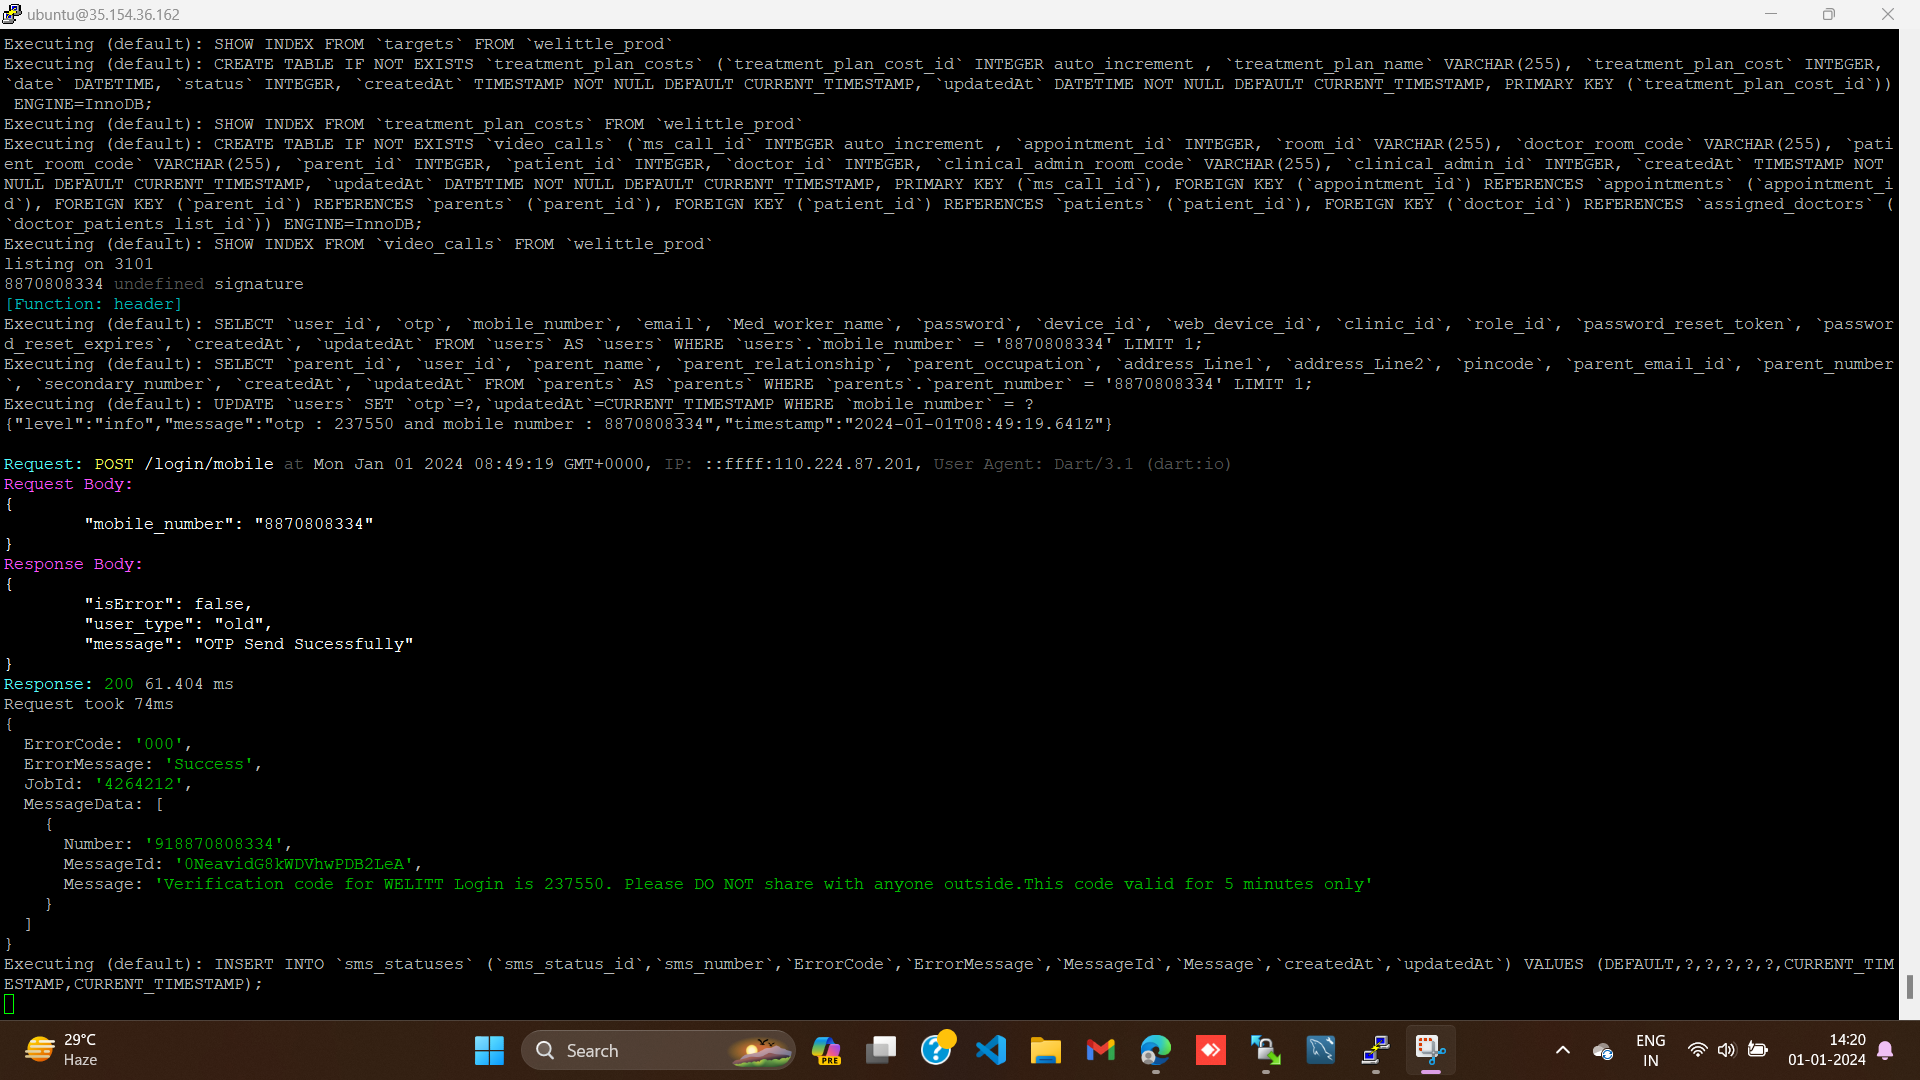 ubuntu@35.154.36.162
Executing (default): SHOW INDEX FROM `targets` FROM `welittle_prod`
Executing (default): CREATE TABLE IF NOT EXISTS `treatment_plan_costs` (`treatment_plan_cost_id` INTEGER auto_increment , `treatment_plan_name` VARCHAR(255), `treatment_plan_cost` INTEGER,
`date` DATETIME, `status` INTEGER, `createdAt` TIMESTAMP NOT NULL DEFAULT CURRENT_TIMESTAMP, `updatedAt` DATETIME NOT NULL DEFAULT CURRENT_TIMESTAMP, PRIMARY KEY (`treatment_plan_cost_id`))
ENGINE=InnoDB;
Executing (default): SHOW INDEX FROM `treatment_plan_costs` FROM `welittle_prod`
Executing (default): CREATE TABLE IF NOT EXISTS `video_calls` (`ms_call_id` INTEGER auto_increment , `appointment_id` INTEGER, `room_id` VARCHAR(255), `doctor_room_code` VARCHAR(255), `pati
ent_room_code` VARCHAR(255), `parent_id` INTEGER, `patient_id` INTEGER, `doctor_id` INTEGER, `clinical_admin_room_code` VARCHAR(255), `clinical_admin_id` INTEGER, `createdAt` TIMESTAMP NOT
NULL DEFAULT CURRENT_TIMESTAMP, `updatedAt` DATETIME NOT NULL DEFAULT CURRENT_TIMESTAMP, PRIMARY KEY (`ms_call_id`), FOREIGN KEY (`appointment_id`) REFERENCES `appointments` (`appointment_i
d`), FOREIGN KEY (`parent_id`) REFERENCES `parents` (`parent_id`), FOREIGN KEY (`patient_id`) REFERENCES `patients` (`patient_id`), FOREIGN KEY (`doctor_id`) REFERENCES `assigned_doctors` (
`doctor_patients_list_id`)) ENGINE=InnoDB;
Executing (default): SHOW INDEX FROM `video_calls` FROM `welittle_prod`
listing on 3101
8870808334 undefined signature
[Function: header]
Executing (default): SELECT `user_id`, `otp`, `mobile_number`, `email`, `Med_worker_name`, `password`, `device_id`, `web_device_id`, `clinic_id`, `role_id`, `password_reset_token`, `passwor
d_reset_expires`, `createdAt`, `updatedAt` FROM `users` AS `users` WHERE `users`.`mobile_number` = '8870808334' LIMIT 1;
Executing (default): SELECT `parent_id`, `user_id`, `parent_name`, `parent_relationship`, `parent_occupation`, `address_Line1`, `address_Line2`, `pincode`, `parent_email_id`, `parent_number
`, `secondary_number`, `createdAt`, `updatedAt` FROM `parents` AS `parents` WHERE `parents`.`parent_number` = '8870808334' LIMIT 1;
Executing (default): UPDATE `users` SET `otp`=?,`updatedAt`=CURRENT_TIMESTAMP WHERE `mobile_number` = ?
{"level":"info","message":"otp : 237550 and mobile number : 8870808334","timestamp":"2024-01-01T08:49:19.641Z"}
Request: POST /login/mobile at Mon Jan 01 2024 08:49:19 GMT+0000, IP: ::ffff:110.224.87.201, User Agent: Dart/3.1 (dart:io)
Request Body:
{
"mobile_number": "8870808334"
}
Response Body:
{
"isError": false,
"user_type": "old",
"message": "OTP Send Sucessfully"
}
Response: 200 61.404 ms
Request took 74ms
{
ErrorCode: '000',
ErrorMessage: 'Success',
JobId: '4264212',
MessageData: [
{
Number: '918870808334',
MessageId: '0NeavidG8kWDVhwPDB2LeA',
Message: 'Verification code for WELITT Login is 237550. Please DO NOT share with anyone outside.This code valid for 5 minutes only'
}
]
}
Executing (default): INSERT INTO `sms_statuses` (`sms_status_id`,`sms_number`,`ErrorCode`,`ErrorMessage`,`MessageId`,`Message`,`createdAt`,`updatedAt`) VALUES (DEFAULT,?,?,?,?,?,CURRENT_TIM
ESTAMP,CURRENT_TIMESTAMP);
29°C
Haze
Search
PRE
ENG
IN
14:20
01-01-2024